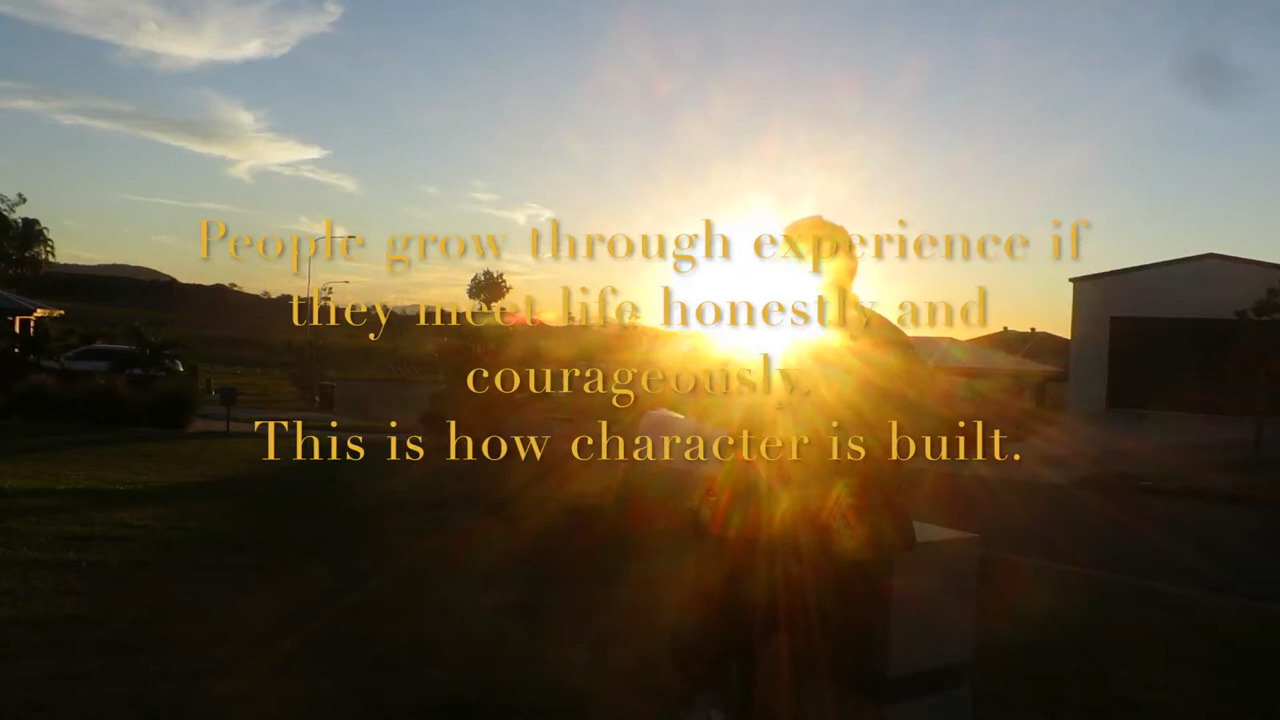 People grow through experience if
they meet life honestly and
courageously.
This is how character is built.